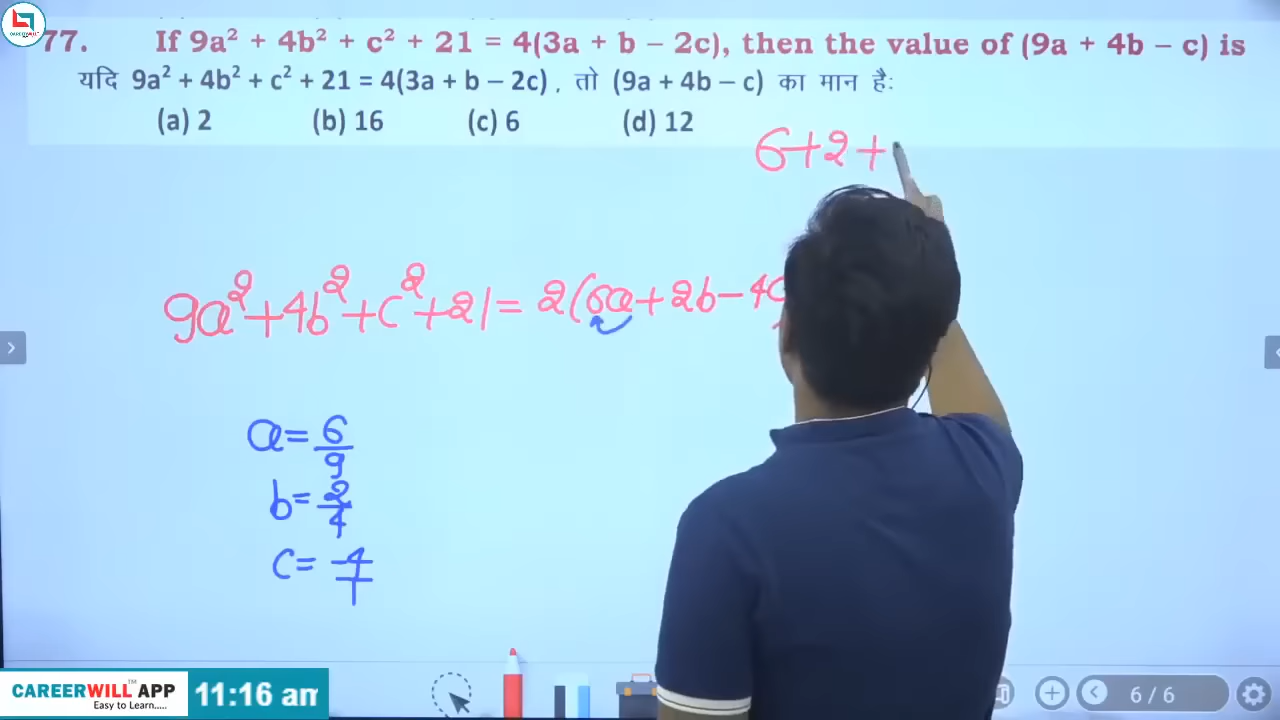 77. If 9a² + 4b² + c² + 21 = 4(3a + b – 2c), then the value of (9a + 4b – c) is
यदि 9a² + 4b² + c² + 21 = 4(3a + b – 2c), तो (9a + 4b – c) का मान है:
(a) 2 (b) 16 (c) 6 (d) 12
6+2+
9a²+4b²+c²+21=2(6a+2b-4c
a=6/9
b=2/4
c=-4/1
CAREERWILL™ APP
Easy to Learn.....
11:16 am
6 / 6